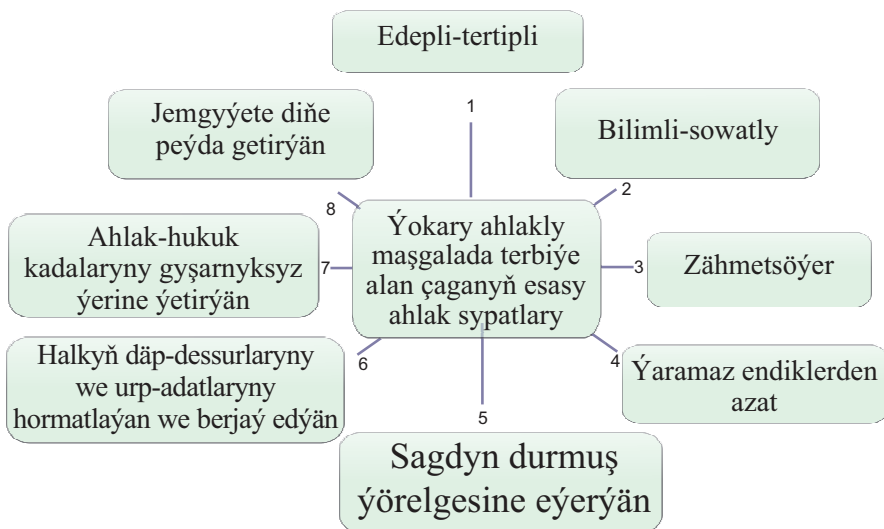 Edepli-tertipli
1
Jemgyýete diňe
peýda getirýän
8
Bilimli-sowatly
2
Ýokary ahlakly
maşgalada terbiýe
alan çaganyň esasy
ahlak sypatlary
Ahlak-hukuk
kadalaryny gyşarnyksyz
ýerine ýetirýän
7
3
Zähmetsöýer
Halkyň däp-dessurlaryny
we urp-adatlaryny
hormatlaýan we berjaý edýän
6
4
Ýaramaz endiklerden
azat
5
Sagdyn durmuş
ýörelgesine eýerýän